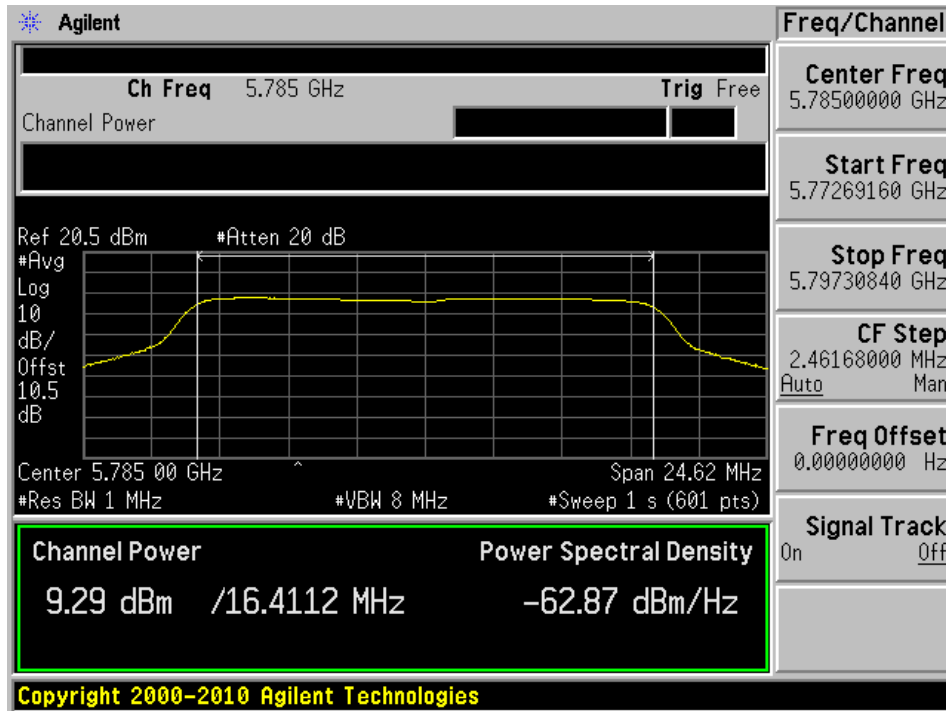 Agilent
Ch Freq 5.785 GHz Trig Free
Channel Power
Ref 20.5 dBm #Atten 20 dB
#Avg
Log
10
dB/
Offst
10.5
dB
Center 5.785 00 GHz Span 24.62 MHz
#Res BW 1 MHz #VBW 8 MHz #Sweep 1 s (601 pts)
Channel Power Power Spectral Density
9.29 dBm /16.4112 MHz -62.87 dBm/Hz
Copyright 2000-2010 Agilent Technologies
Freq/Channel
Center Freq
5.78500000 GHz
Start Freq
5.77269160 GHz
Stop Freq
5.79730840 GHz
CF Step
2.46168000 MHz
Auto Man
Freq Offset
0.00000000 Hz
Signal Track
On Off